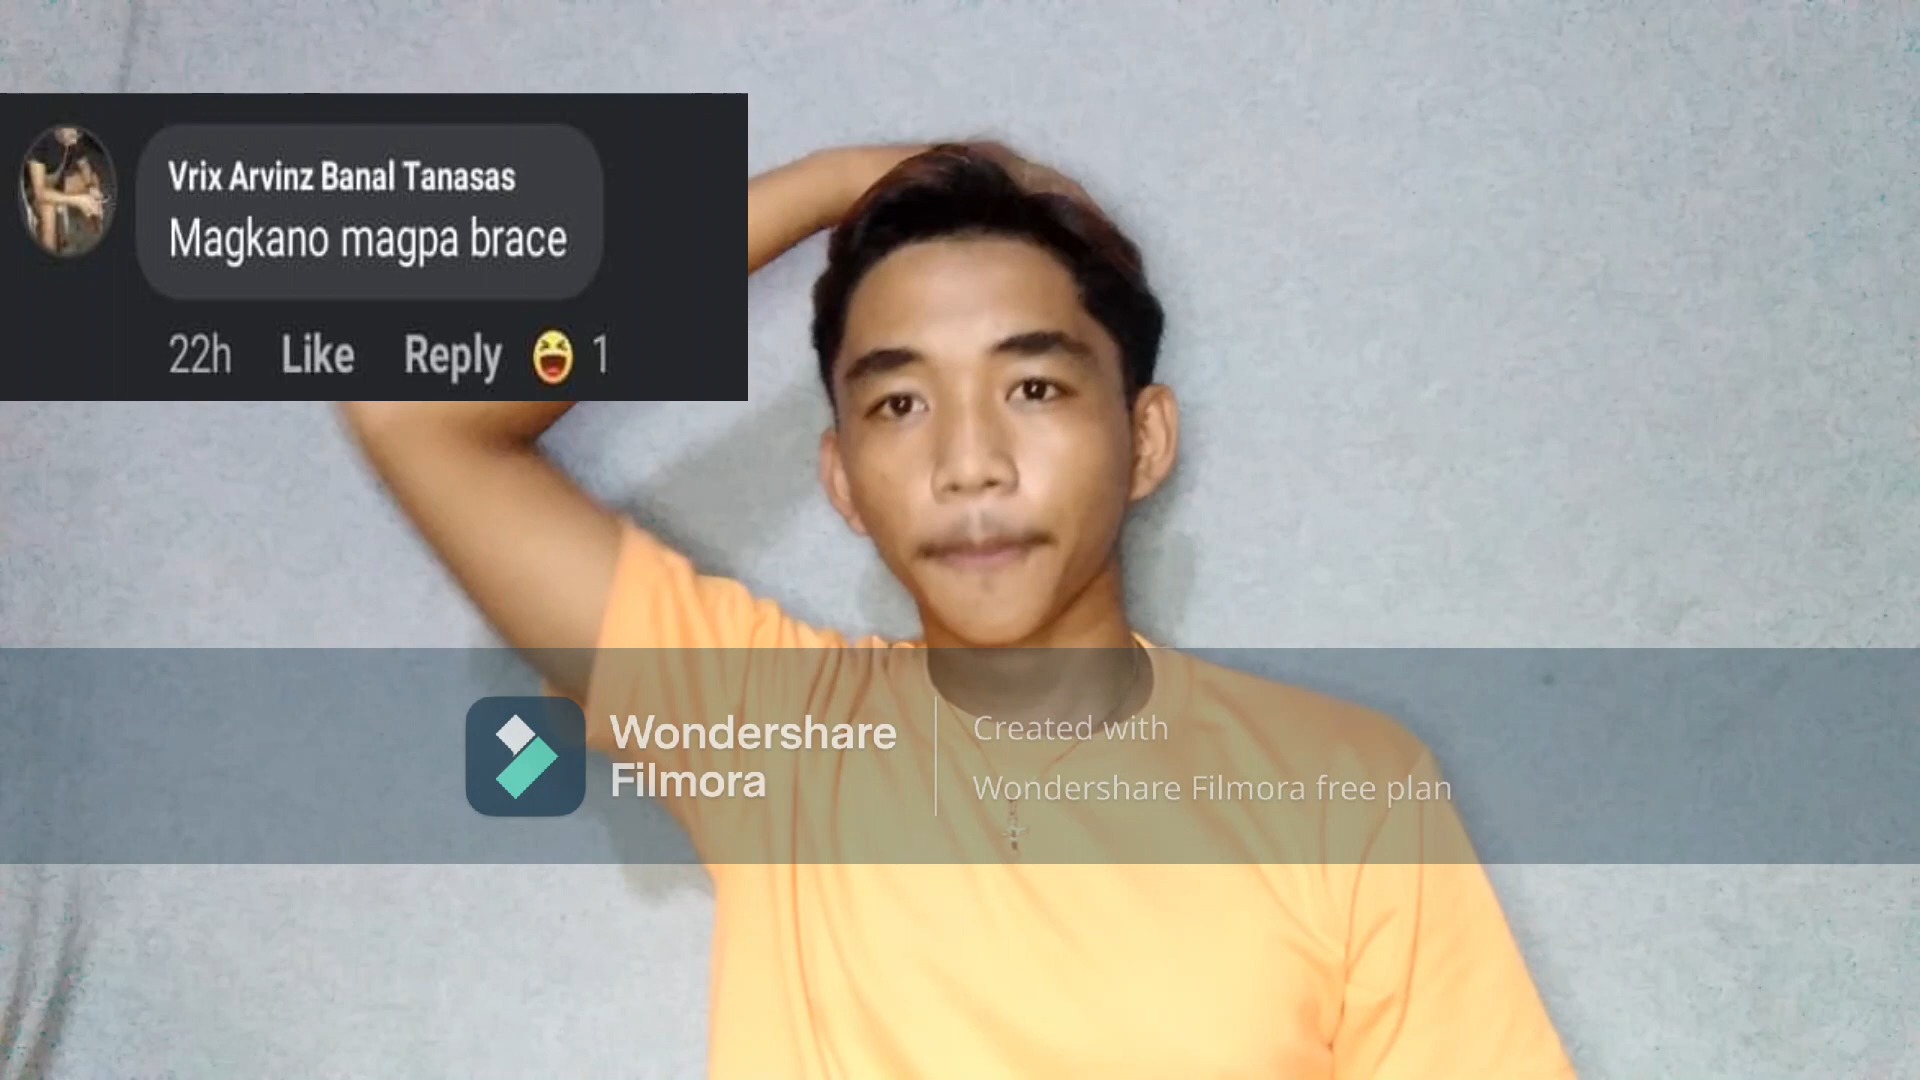 Vrix Arvinz Banal Tanasas
Magkano magpa brace
22h Like Reply 1
Wondershare
Filmora
Created with
Wondershare Filmora free plan